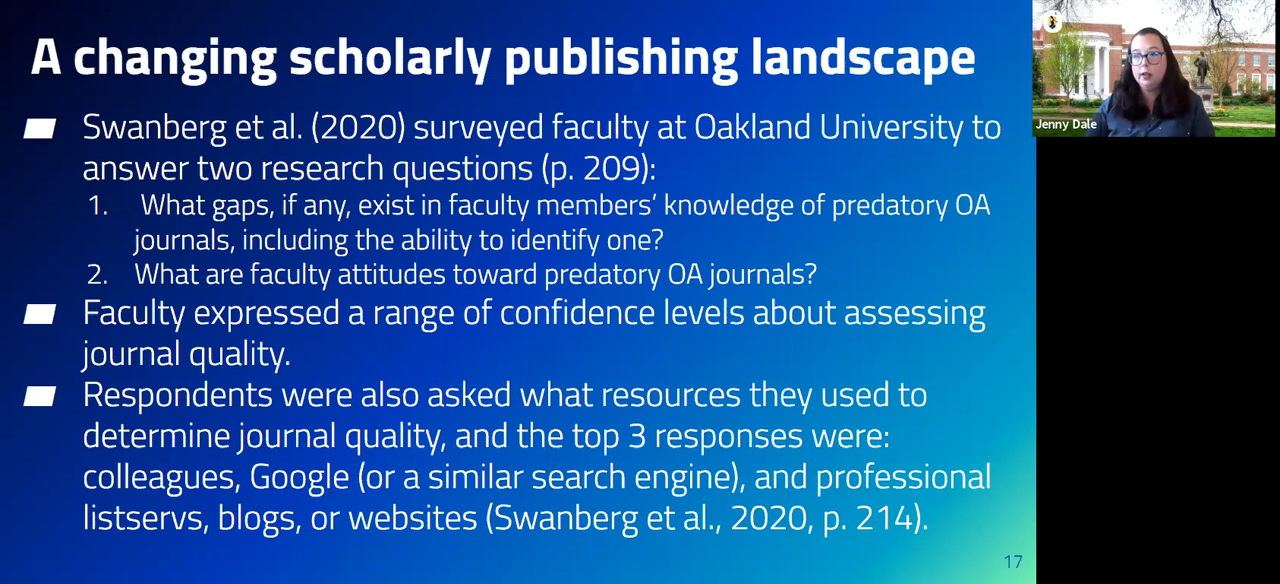 A changing scholarly publishing landscape
Swanberg et al. (2020) surveyed faculty at Oakland University to
answer two research questions (p. 209):
1. What gaps, if any, exist in faculty members’ knowledge of predatory OA
journals, including the ability to identify one?
2. What are faculty attitudes toward predatory OA journals?
Faculty expressed a range of confidence levels about assessing
journal quality.
Respondents were also asked what resources they used to
determine journal quality, and the top 3 responses were:
colleagues, Google (or a similar search engine), and professional
listservs, blogs, or websites (Swanberg et al., 2020, p. 214).
17
Jenny Dale